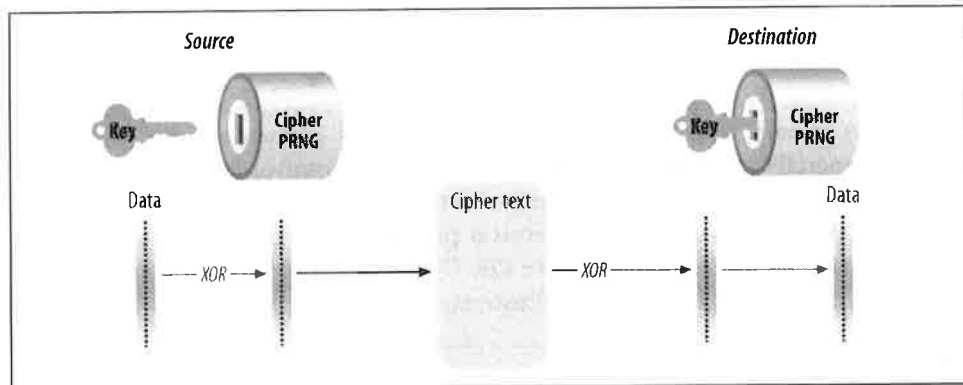 Source
Destination
Key
Cipher
PRNG
Key
Cipher
PRNG
Data
Cipher text
Data
XOR
XOR